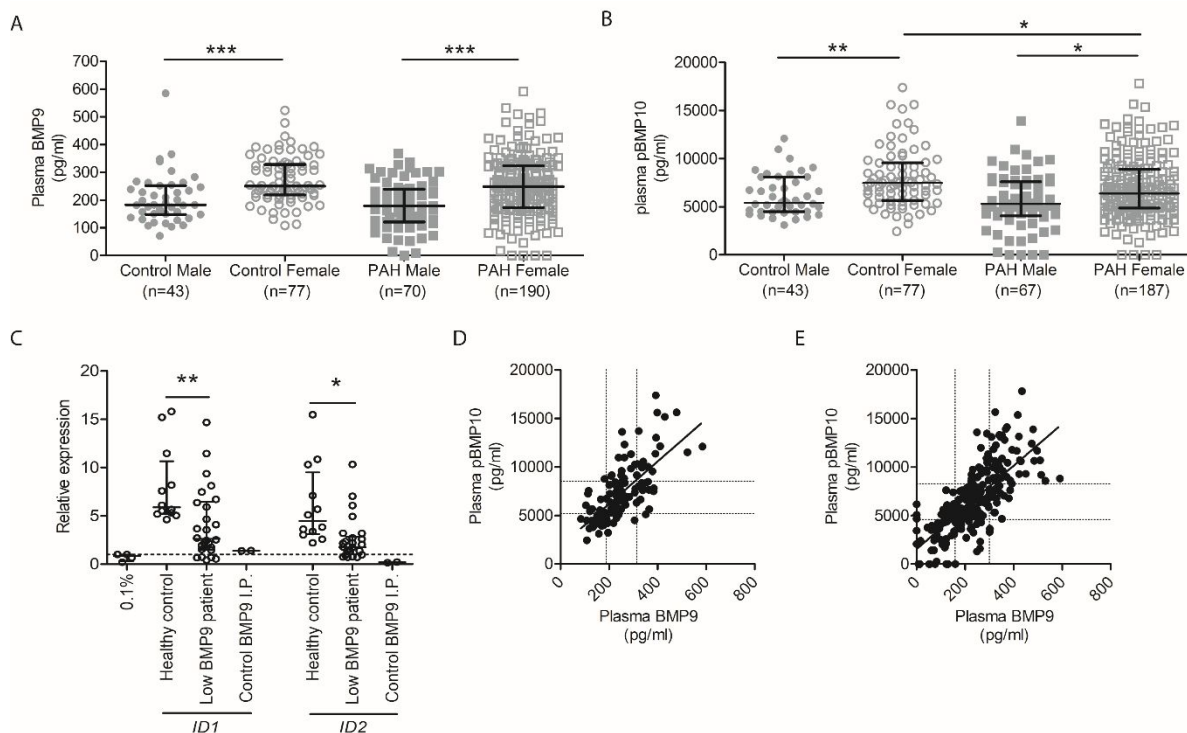 A
***
***
700
600
500
400
300
200
100
0
Plasma BMP9
(pg/ml)
Control Male
(n=43)
Control Female
(n=77)
PAH Male
(n=70)
PAH Female
(n=190)
B
*
**
*
20000
15000
10000
5000
0
plasma pBMP10
(pg/ml)
Control Male
(n=43)
Control Female
(n=77)
PAH Male
(n=67)
PAH Female
(n=187)
C
**
*
20
15
10
5
0
Relative expression
0.1%
Healthy control
Low BMP9 patient
Control BMP9 I.P.
Healthy control
Low BMP9 patient
Control BMP9 I.P.
ID1
ID2
D
20000
15000
10000
5000
0
Plasma pBMP10
(pg/ml)
0
200
400
600
800
Plasma BMP9
(pg/ml)
E
20000
15000
10000
5000
0
Plasma pBMP10
(pg/ml)
0
200
400
600
800
Plasma BMP9
(pg/ml)